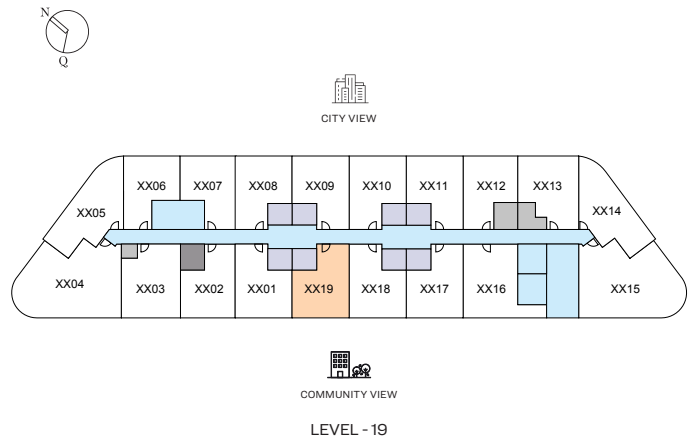 N
Q
CITY VIEW
XX06 XX07 XX08 XX09 XX10 XX11 XX12 XX13
XX05 XX14
XX04 XX03 XX02 XX01 XX19 XX18 XX17 XX16 XX15
COMMUNITY VIEW
LEVEL - 19